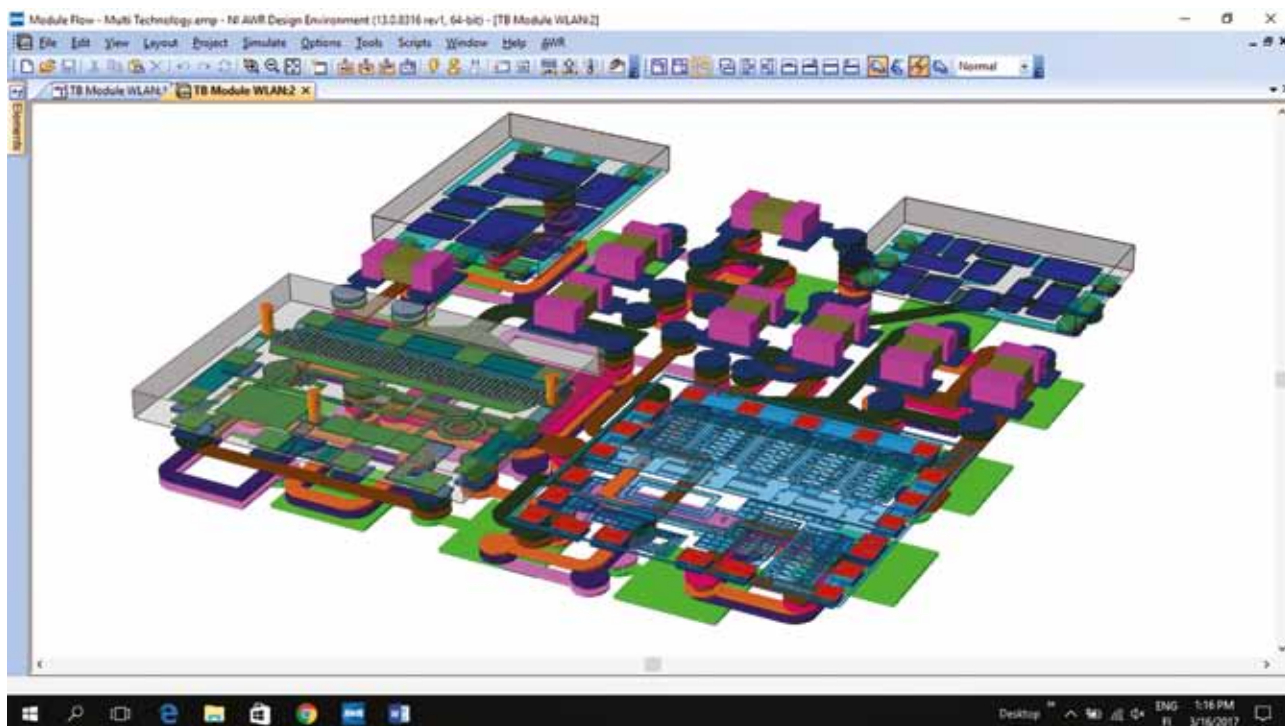 Module Flow - Multi Technology.emp - NI AWR Design Environment (13.0.8316 rev1, 64-bit) - [TB Module WLAN:2]
File Edit View Layout Project Simulate Options Tools Scripts Window Help AWR
Normal
TB Module WLAN:1 TB Module WLAN:2
Elements
Desktop
ENG 1:16 PM
FI 3/16/2017